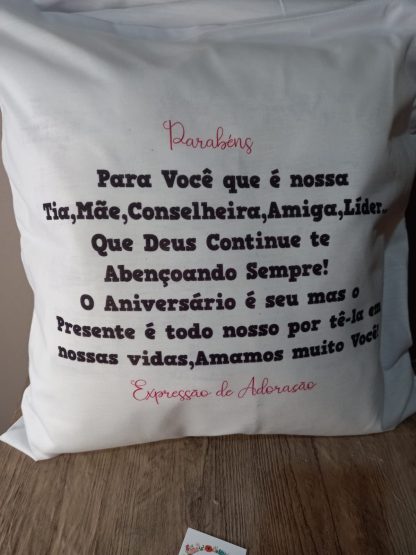 Parabéns
Para Você que é nossa
Tia,Mãe,Conselheira,Amiga,Líder..
Que Deus Continue te
Abençoando Sempre!
O Aniversário é seu mas o
Presente é todo nosso por tê-la em
nossas vidas,Amamos muito Você!
Expressão de Adoração